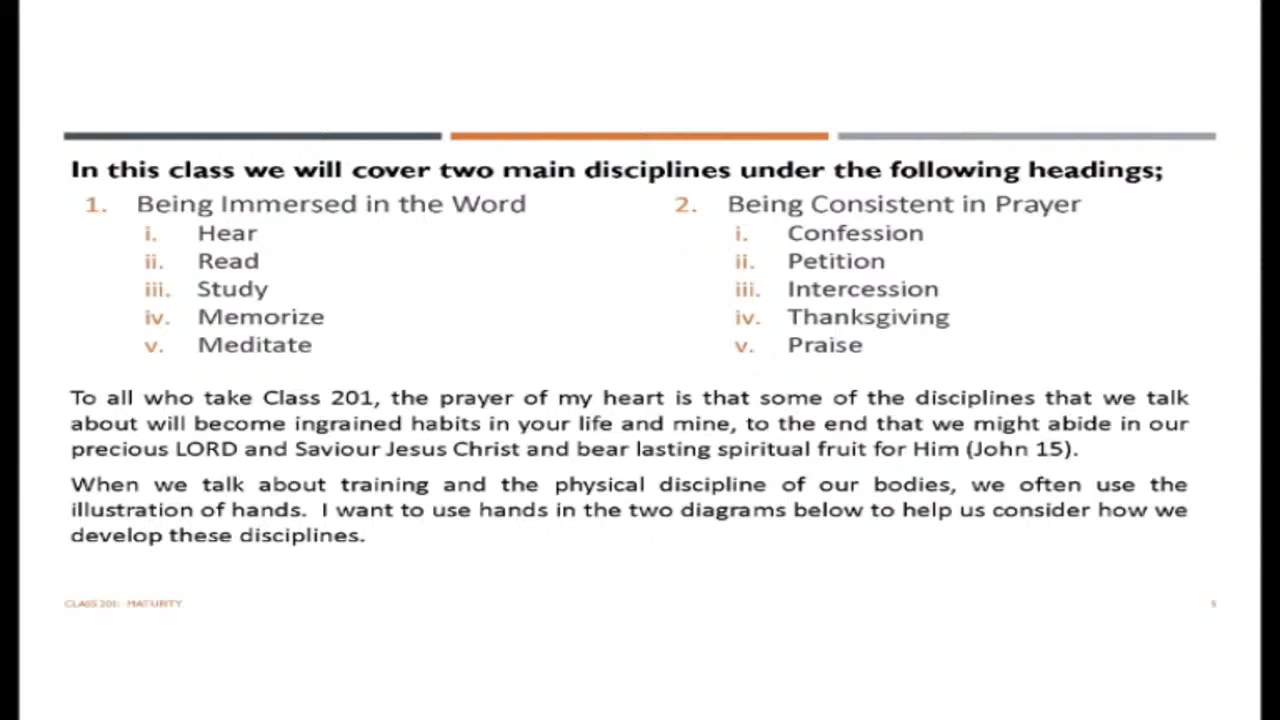 In this class we will cover two main disciplines under the following headings;
1. Being Immersed in the Word
i. Hear
ii. Read
iii. Study
iv. Memorize
v. Meditate
2. Being Consistent in Prayer
i. Confession
ii. Petition
iii. Intercession
iv. Thanksgiving
v. Praise
To all who take Class 201, the prayer of my heart is that some of the disciplines that we talk
about will become ingrained habits in your life and mine, to the end that we might abide in our
precious LORD and Saviour Jesus Christ and bear lasting spiritual fruit for Him (John 15).
When we talk about training and the physical discipline of our bodies, we often use the
illustration of hands. I want to use hands in the two diagrams below to help us consider how we
develop these disciplines.
CLASS 201: MATURITY
5